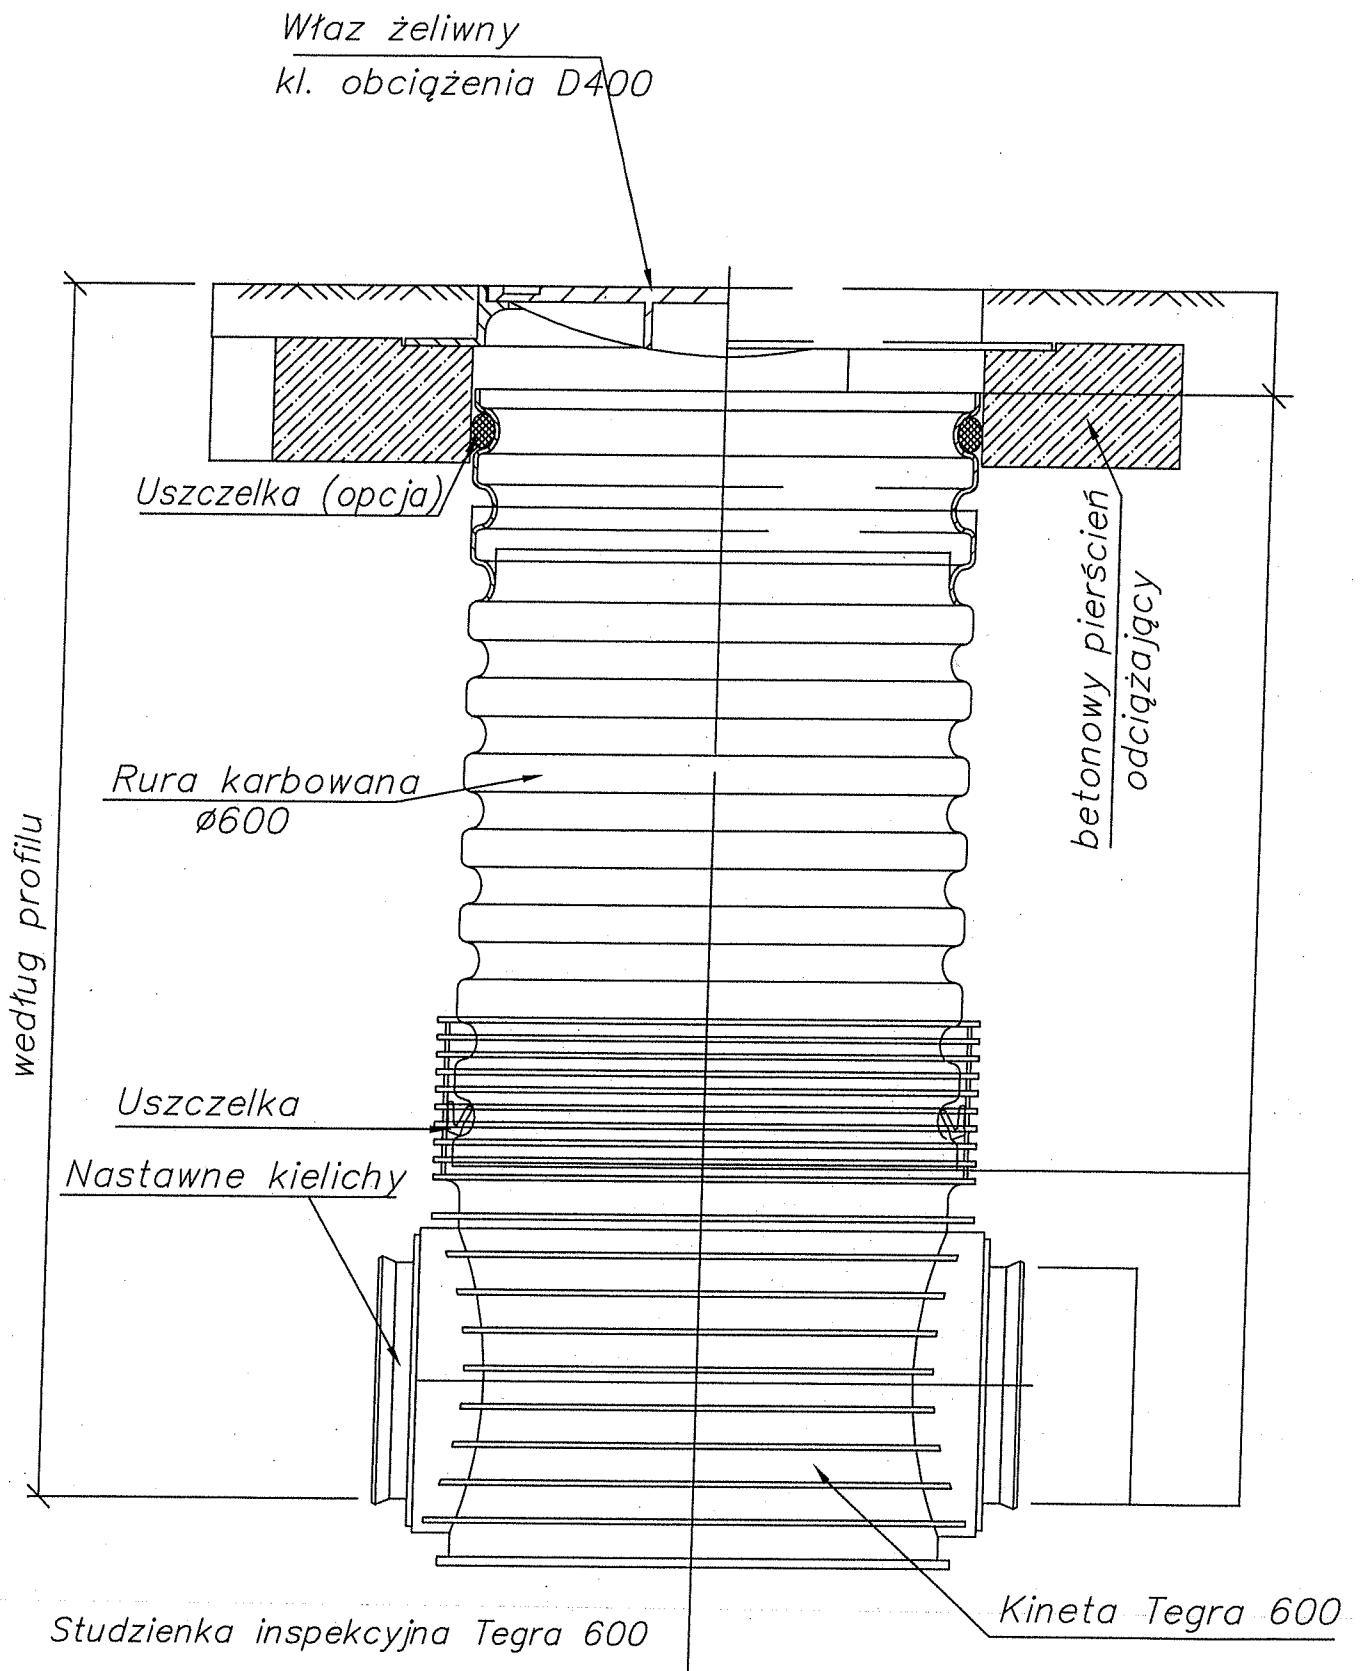 Właz żeliwny
kl. obciążenia D400
Uszczelka (opcja)
betonowy pierścień
odciążający
Rura karbowana
ø600
według profilu
Uszczelka
Nastawne kielichy
Kineta Tegra 600
Studzienka inspekcyjna Tegra 600